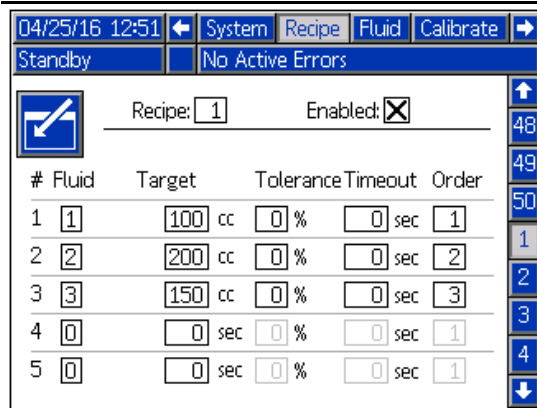 04/25/16 12:51 System Recipe Fluid Calibrate
Standby No Active Errors
Recipe: 1 Enabled:
# Fluid Target Tolerance Timeout Order
1 1 100 cc 0 % 0 sec 1
2 2 200 cc 0 % 0 sec 2
3 3 150 cc 0 % 0 sec 3
4 0 0 sec 0 % 0 sec 1
5 0 0 sec 0 % 0 sec 1
48
49
50
1
2
3
4